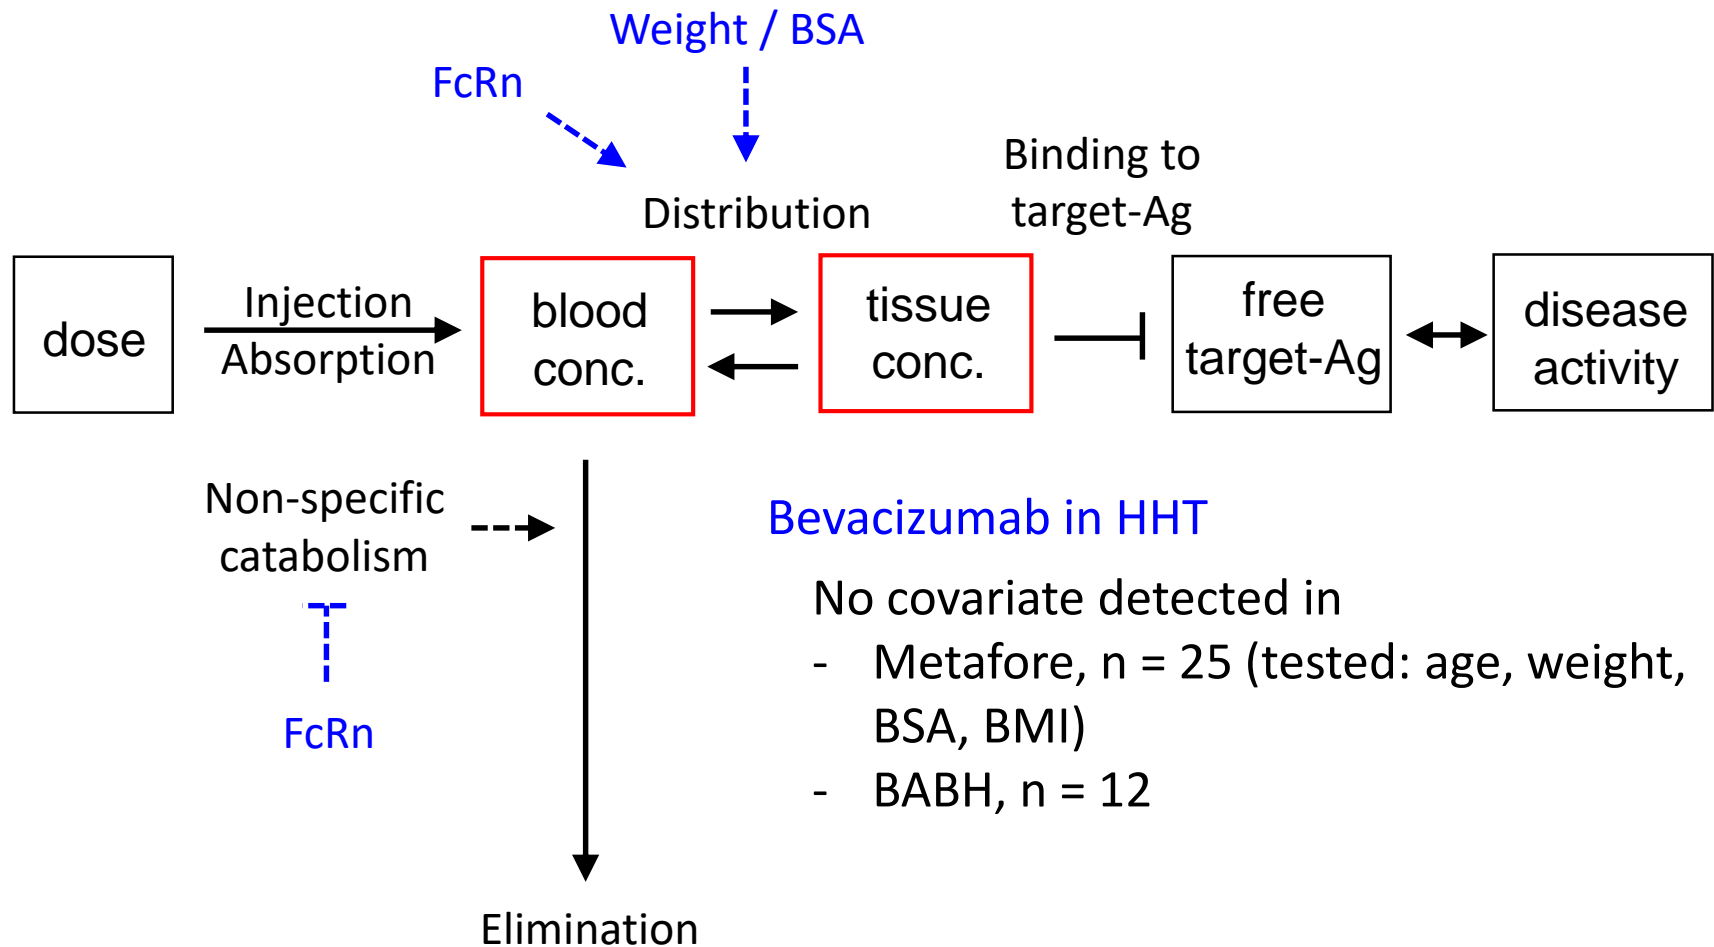 Weight / BSA
FcRn
Distribution
Binding to
target-Ag
dose
Injection
Absorption
blood
conc.
tissue
conc.
free
target-Ag
disease
activity
Non-specific
catabolism
FcRn
Elimination
Bevacizumab in HHT
No covariate detected in
- Metafore, n = 25 (tested: age, weight,
BSA, BMI)
- BABH, n = 12